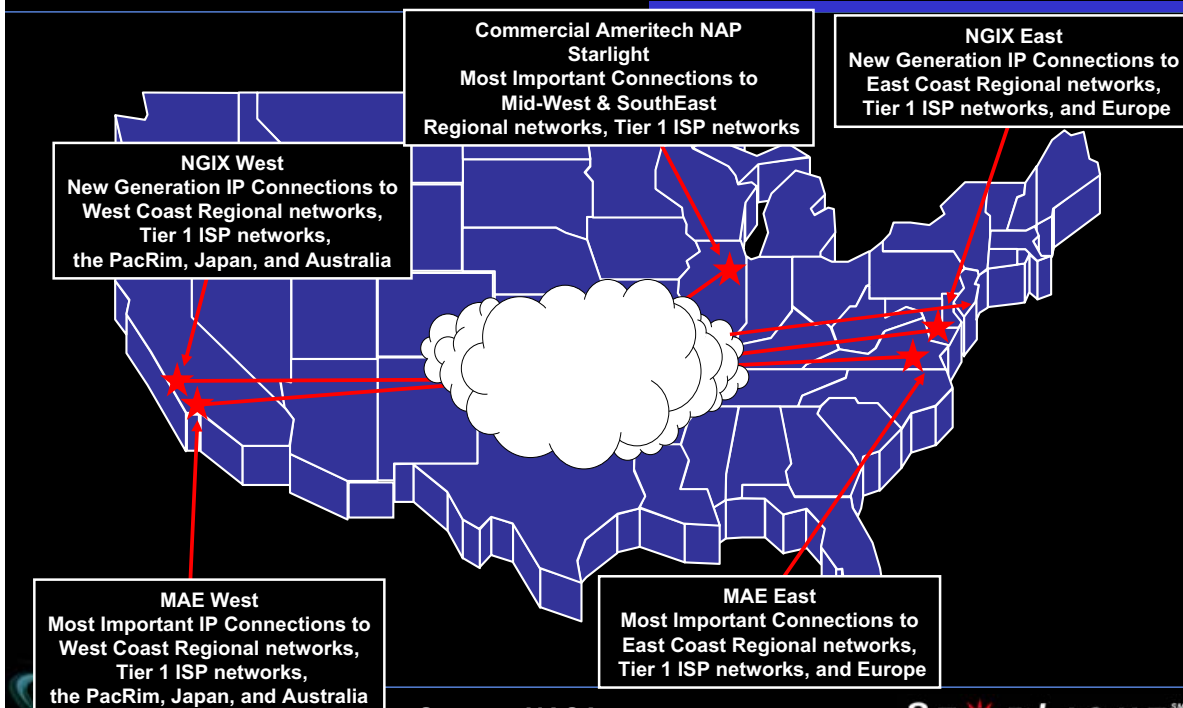 Commercial Ameritech NAP
Starlight
Most Important Connections to
Mid-West & SouthEast
Regional networks, Tier 1 ISP networks
NGIX East
New Generation IP Connections to
East Coast Regional networks,
Tier 1 ISP networks, and Europe
NGIX West
New Generation IP Connections to
West Coast Regional networks,
Tier 1 ISP networks,
the PacRim, Japan, and Australia
MAE West
Most Important IP Connections to
West Coast Regional networks,
Tier 1 ISP networks,
the PacRim, Japan, and Australia
MAE East
Most Important Connections to
East Coast Regional networks,
Tier 1 ISP networks, and Europe